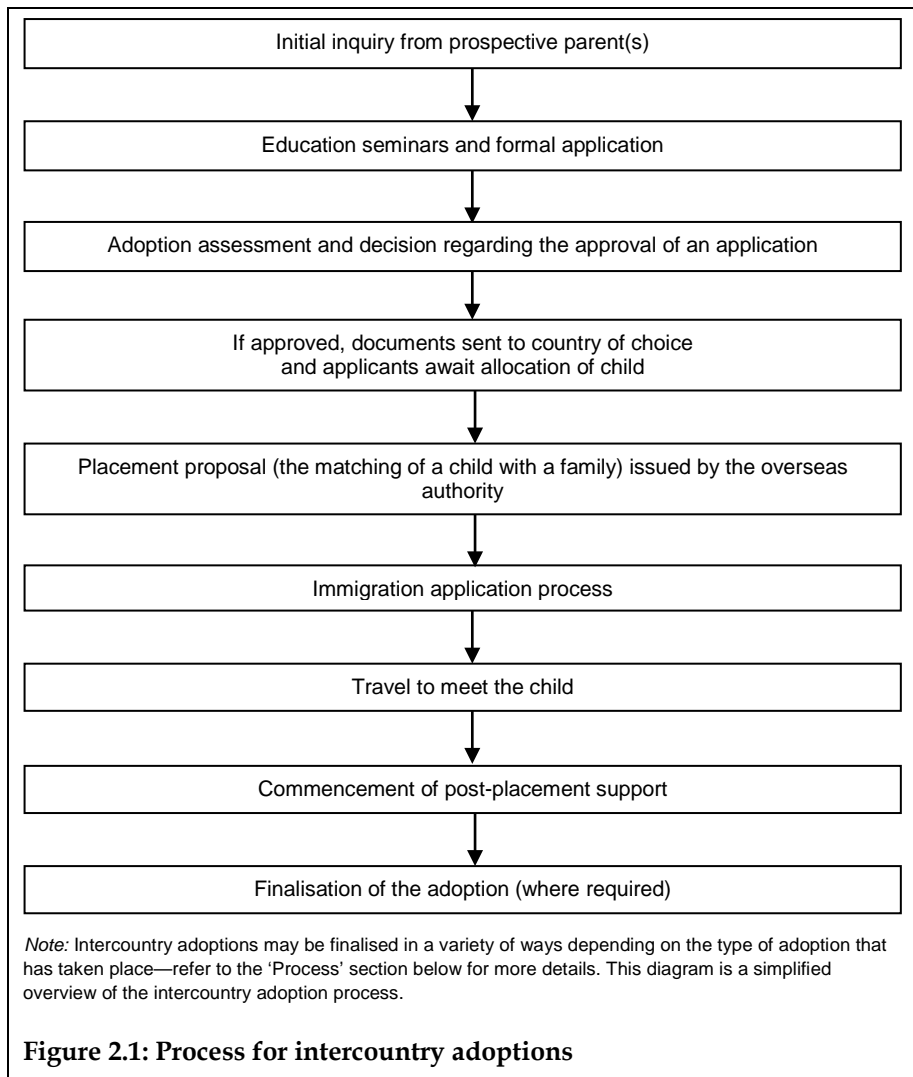 Initial inquiry from prospective parent(s)
Education seminars and formal application
Adoption assessment and decision regarding the approval of an application
If approved, documents sent to country of choice
and applicants await allocation of child
Placement proposal (the matching of a child with a family) issued by the overseas
authority
Immigration application process
Travel to meet the child
Commencement of post-placement support
Finalisation of the adoption (where required)
Note: Intercountry adoptions may be finalised in a variety of ways depending on the type of adoption that
has taken place—refer to the ‘Process’ section below for more details. This diagram is a simplified
overview of the intercountry adoption process.
Figure 2.1: Process for intercountry adoptions